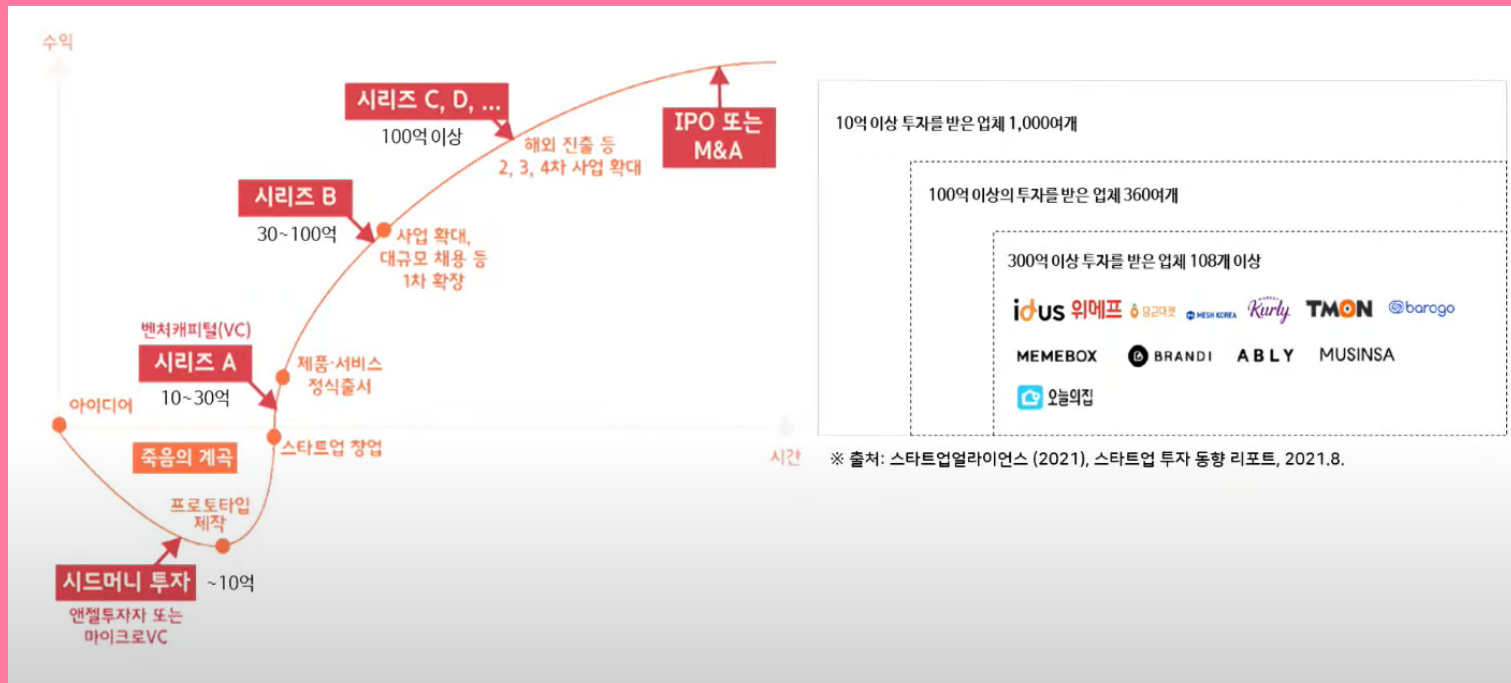 수익
시리즈 C, D, ...
100억 이상
해외 진출 등
2, 3, 4차 사업 확대
IPO 또는
M&A
시리즈 B
30~100억
사업 확대,
대규모 채용 등
1차 확장
벤처캐피털(VC)
시리즈 A
10~30억
제품·서비스
정식출서
아이디어
죽음의 계곡
스타트업 창업
시간
프로토타입
제작
시드머니 투자
~10억
앤젤투자자 또는
마이크로VC
10억 이상 투자를 받은 업체 1,000여개
100억 이상의 투자를 받은 업체 360여개
300억 이상 투자를 받은 업체 108개 이상
idus 위메프 당근마켓 MESH KOREA Kurly TMON barogo
MEMEBOX BRANDI ABLY MUSINSA
오늘의집
※ 출처: 스타트업얼라이언스 (2021), 스타트업 투자 동향 리포트, 2021.8.